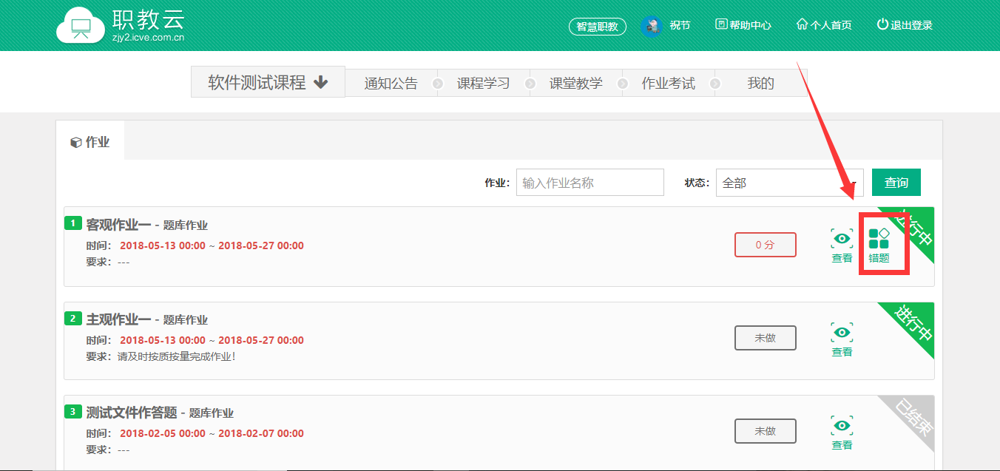 职教云
zjy2.icve.com.cn
智慧职教
祝节
帮助中心
个人首页
退出登录
软件测试课程
通知公告
课程学习
课堂教学
作业考试
我的
作业
作业：
输入作业名称
状态：
全部
查询
1 客观作业一 - 题库作业
时间： 2018-05-13 00:00 ~ 2018-05-27 00:00
要求：---
0 分
查看
错题
进行中
2 主观作业一 - 题库作业
时间： 2018-05-13 00:00 ~ 2018-05-27 00:00
要求：请及时按质按量完成作业！
未做
查看
进行中
3 测试文件作答题 - 题库作业
时间： 2018-02-05 00:00 ~ 2018-02-07 00:00
要求：---
未做
查看
已结束